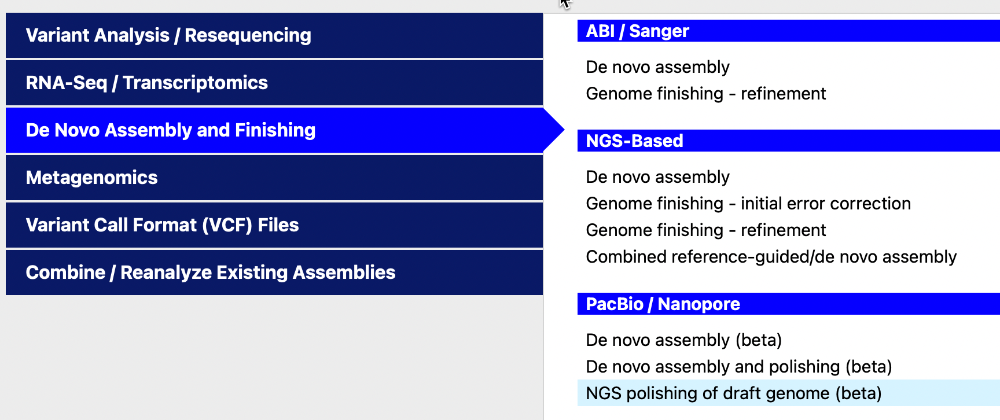 Variant Analysis / Resequencing
RNA-Seq / Transcriptomics
De Novo Assembly and Finishing
Metagenomics
Variant Call Format (VCF) Files
Combine / Reanalyze Existing Assemblies
ABI / Sanger
De novo assembly
Genome finishing - refinement
NGS-Based
De novo assembly
Genome finishing - initial error correction
Genome finishing - refinement
Combined reference-guided/de novo assembly
PacBio / Nanopore
De novo assembly (beta)
De novo assembly and polishing (beta)
NGS polishing of draft genome (beta)